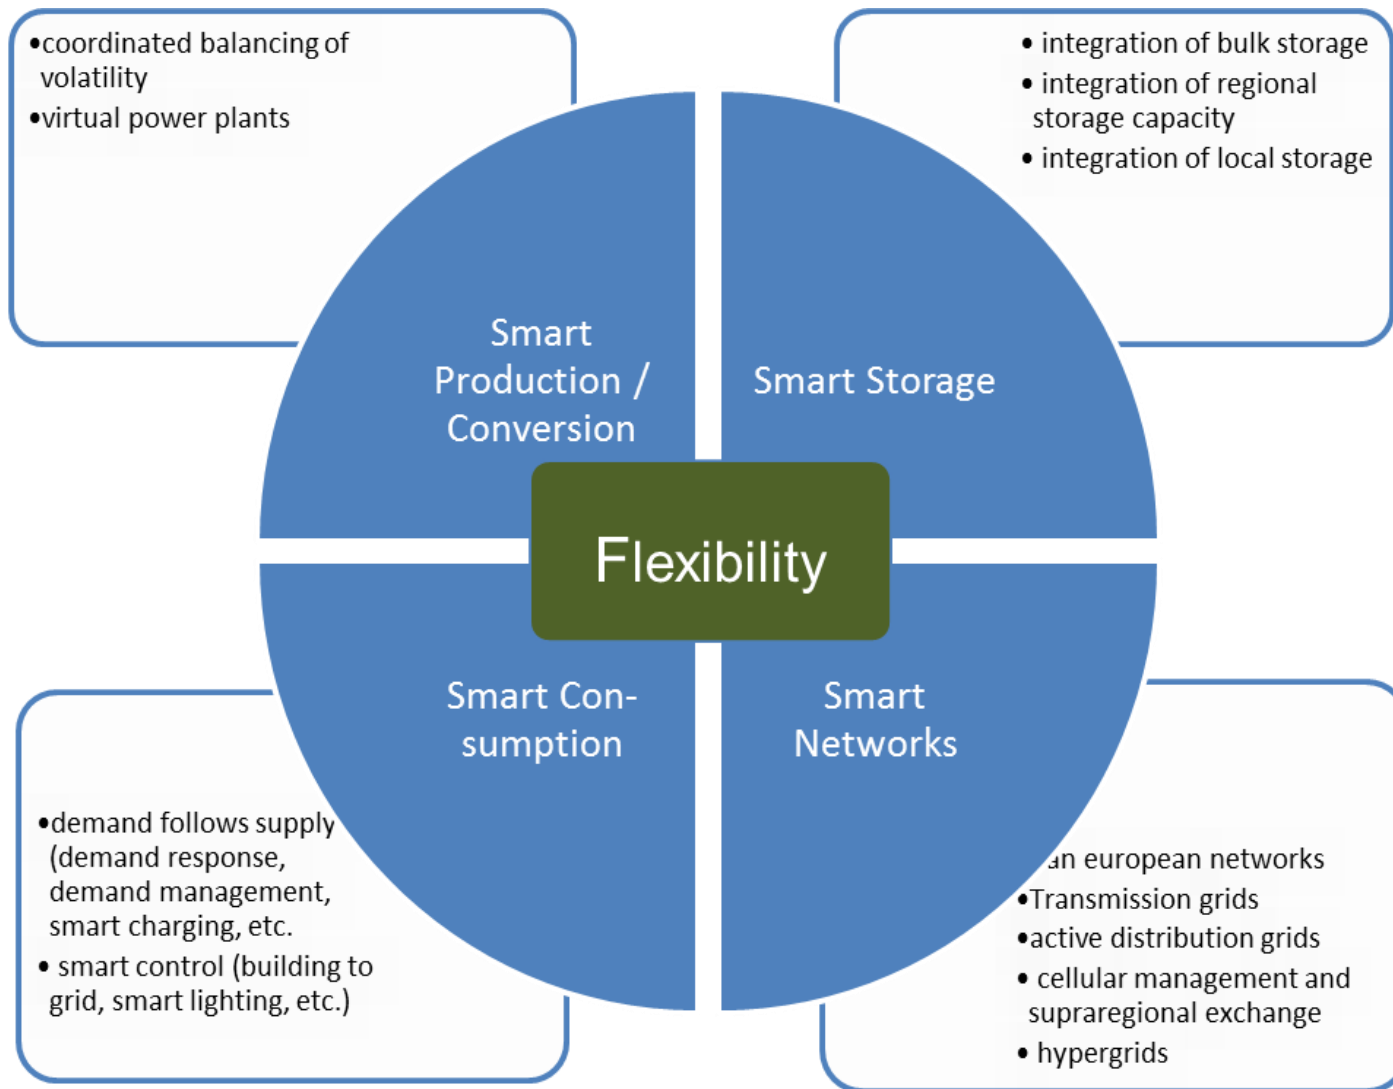 •coordinated balancing of
volatility
•virtual power plants
• integration of bulk storage
• integration of regional
storage capacity
• integration of local storage
Smart
Production /
Conversion
Smart Storage
Flexibility
Smart Con-
sumption
Smart
Networks
•demand follows supply
(demand response,
demand management,
smart charging, etc.
• smart control (building to
grid, smart lighting, etc.)
an european networks
•Transmission grids
•active distribution grids
• cellular management and
supraregional exchange
• hypergrids